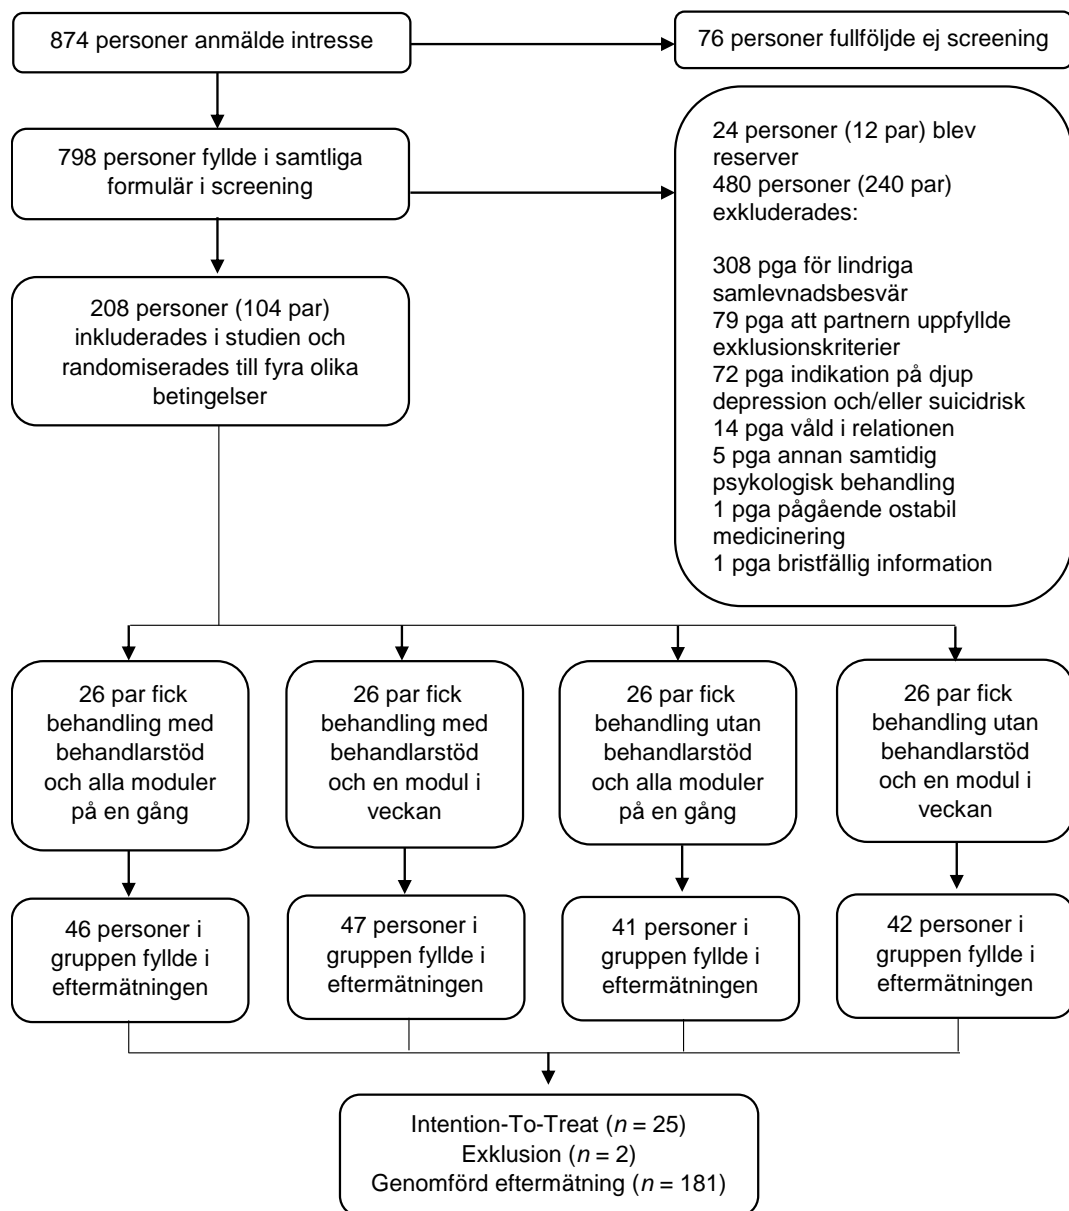 874 personer anmälde intresse
76 personer fullföljde ej screening
798 personer fyllde i samtliga
formulär i screening
24 personer (12 par) blev
reserver
480 personer (240 par)
exkluderades:
308 pga för lindriga
samlevnadsbesvär
79 pga att partnern uppfyllde
exklusionskriterier
72 pga indikation på djup
depression och/eller suicidrisk
14 pga våld i relationen
5 pga annan samtidig
psykologisk behandling
1 pga pågående ostabil
medicinering
1 pga bristfällig information
208 personer (104 par)
inkluderades i studien och
randomiserades till fyra olika
betingelser
26 par fick
behandling med
behandlarstöd
och alla moduler
på en gång
26 par fick
behandling med
behandlarstöd
och en modul i
veckan
26 par fick
behandling utan
behandlarstöd
och alla moduler
på en gång
26 par fick
behandling utan
behandlarstöd
och en modul i
veckan
46 personer i
gruppen fyllde i
eftermätningen
47 personer i
gruppen fyllde i
eftermätningen
41 personer i
gruppen fyllde i
eftermätningen
42 personer i
gruppen fyllde i
eftermätningen
Intention-To-Treat (n = 25)
Exklusion (n = 2)
Genomförd eftermätning (n = 181)